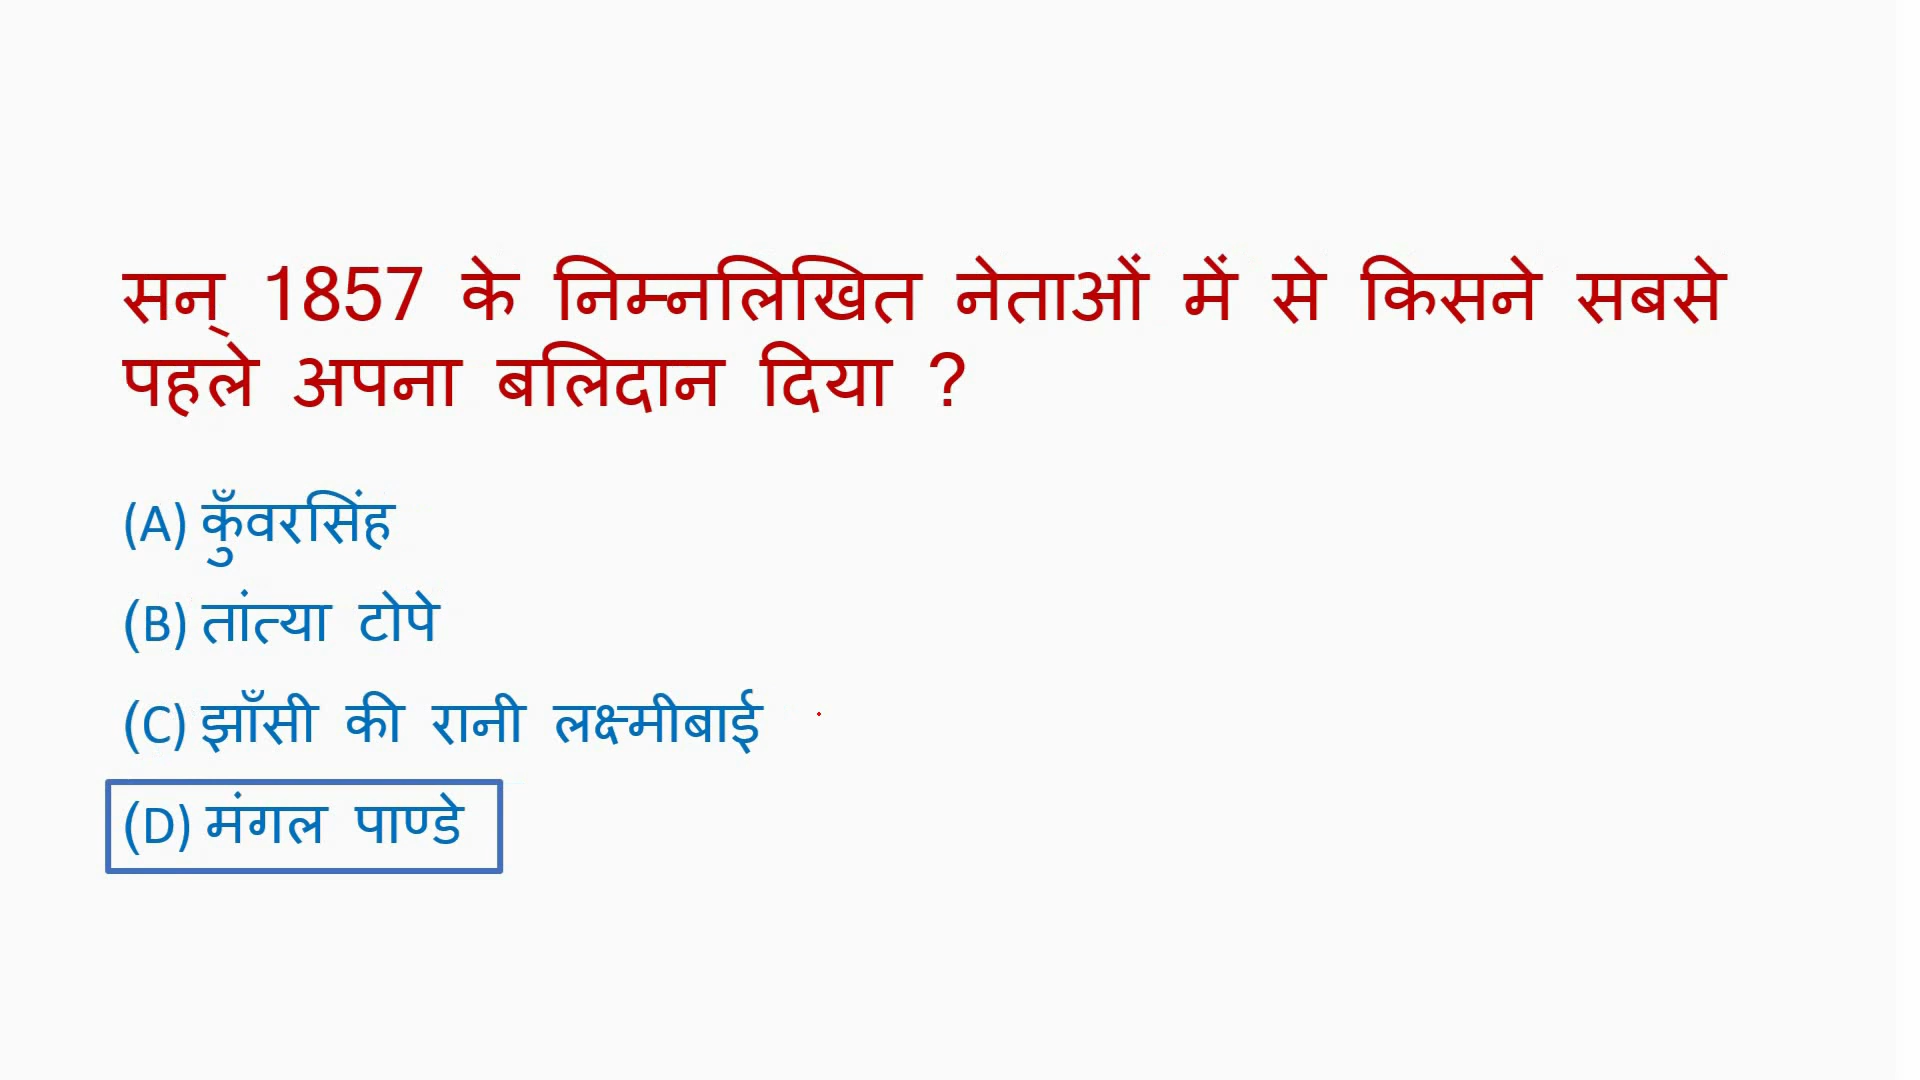 सन् 1857 के निम्नलिखित नेताओं में से किसने सबसे
पहले अपना बलिदान दिया ?
(A) कुँवरसिंह
(B) तांत्या टोपे
(C) झाँसी की रानी लक्ष्मीबाई
(D) मंगल पाण्डे